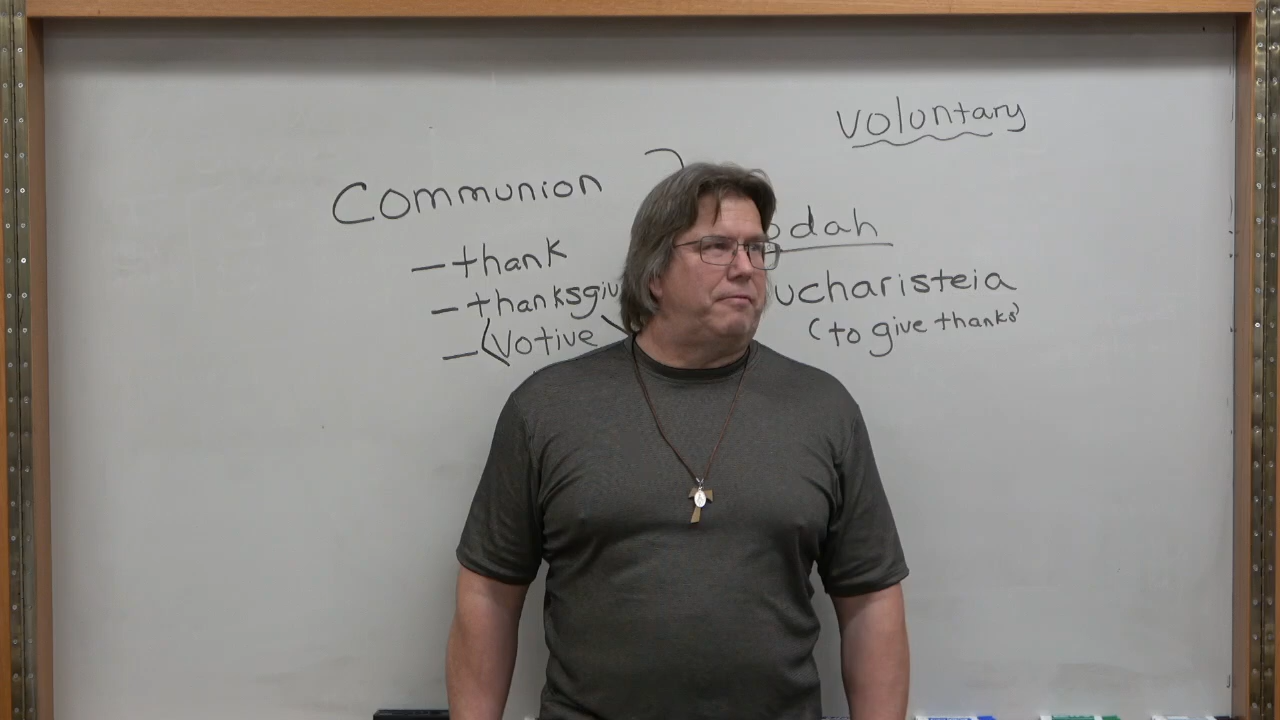 voluntary
Communion
odah
- thank
ucharisteia
- thanksgiv
(to give thanks)
- (Votive